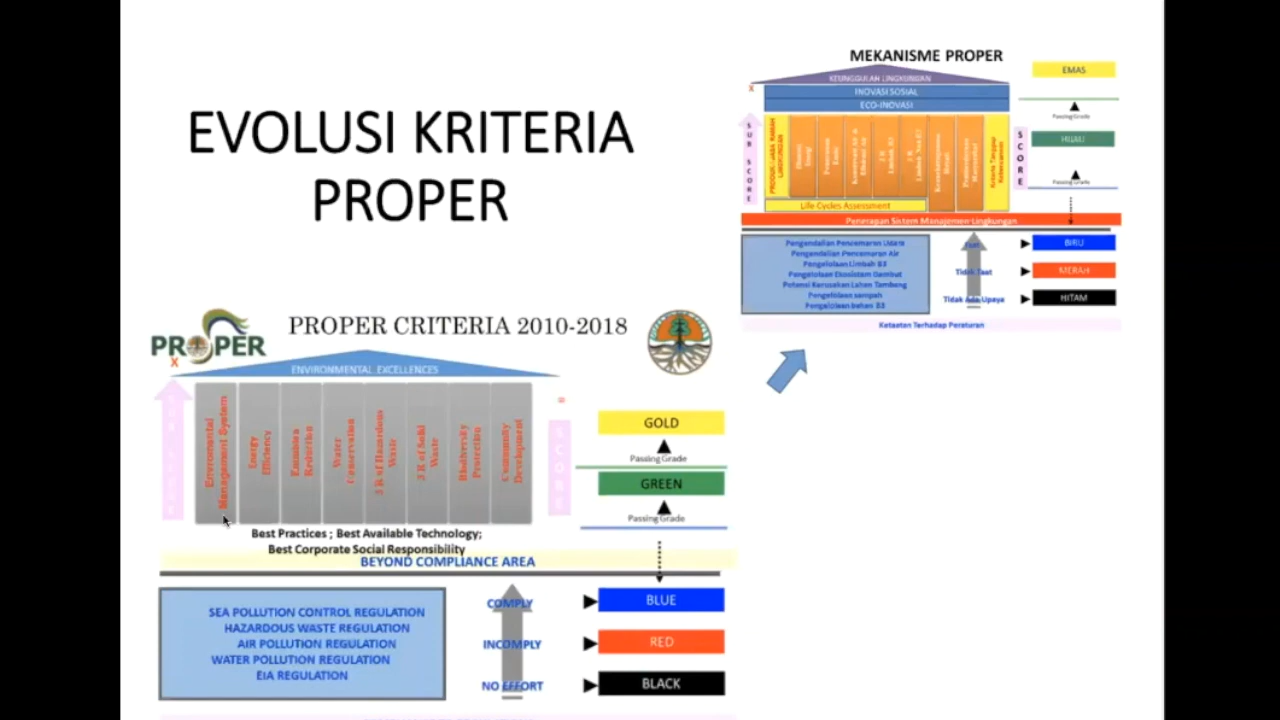 EVOLUSI KRITERIA
PROPER
MEKANISME PROPER
KEUNGGULAN LINGKUNGAN
X
INOVASI SOSIAL
ECO-INOVASI
SUB SCORE
PRODUK/JASA RAMAH LINGKUNGAN
Life Cycles Assessment
SCORE
EMAS
Passing Grade
HIJAU
Passing Grade
Penerapan Sistem Manajemen Lingkungan
Pengendalian Pencemaran Udara
Pengendalian Pencemaran Air
Pengelolaan Limbah B3
Pengelolaan Ekosistem Gambut
Potensi Kerusakan Lahan Tambang
Pengelolaan sampah
Pengelolaan bahan B3
Taat
Tidak Taat
Tidak Ada Upaya
BIRU
MERAH
HITAM
Ketaatan Terhadap Peraturan
PROPER
PROPER CRITERIA 2010-2018
X
ENVIRONMENTAL EXCELLENCES
=
Environmental
Management System
Energy
Efficiency
Emission
Reduction
Water
Conservation
3 R of Hazardous
Waste
3 R of Solid
Waste
Biodiversity
Protection
Community
Development
SCORE
Best Practices ; Best Available Technology;
Best Corporate Social Responsibility
BEYOND COMPLIANCE AREA
GOLD
Passing Grade
GREEN
Passing Grade
SEA POLLUTION CONTROL REGULATION
HAZARDOUS WASTE REGULATION
AIR POLLUTION REGULATION
WATER POLLUTION REGULATION
EIA REGULATION
COMPLY
INCOMPLY
NO EFFORT
BLUE
RED
BLACK